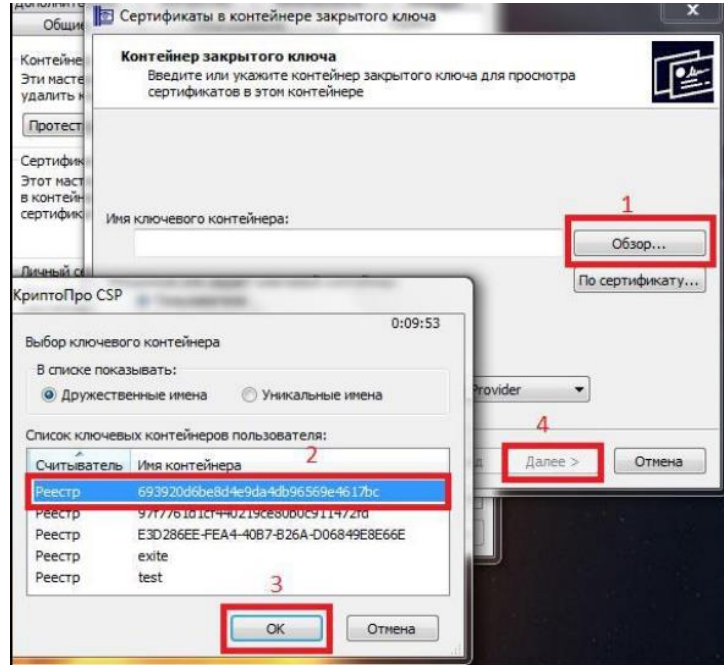 Общие
Сертификаты в контейнере закрытого ключа
x
Контейнер закрытого ключа
Введите или укажите контейнер закрытого ключа для просмотра
сертификатов в этом контейнере
Эти масте
удалить
Протест
Сертифик
Этот маст
в контейн
сертифик
1
Имя ключевого контейнера:
Обзор...
По сертификату...
Provider
4
Далее >
Отмена
КриптоПро CSP
0:09:53
Выбор ключевого контейнера
В списке показывать:
Дружественные имена
Уникальные имена
Список ключевых контейнеров пользователя:
2
Считыватель Имя контейнера
Реестр 693920d6be8d4e9da4db96569e4617bc
Реестр 97f7761d1cf440219ce80b0c911472fd
Реестр E3D286EE-FEA4-40B7-B26A-D06849E8E66E
Реестр exite
Реестр test
3
OK
Отмена